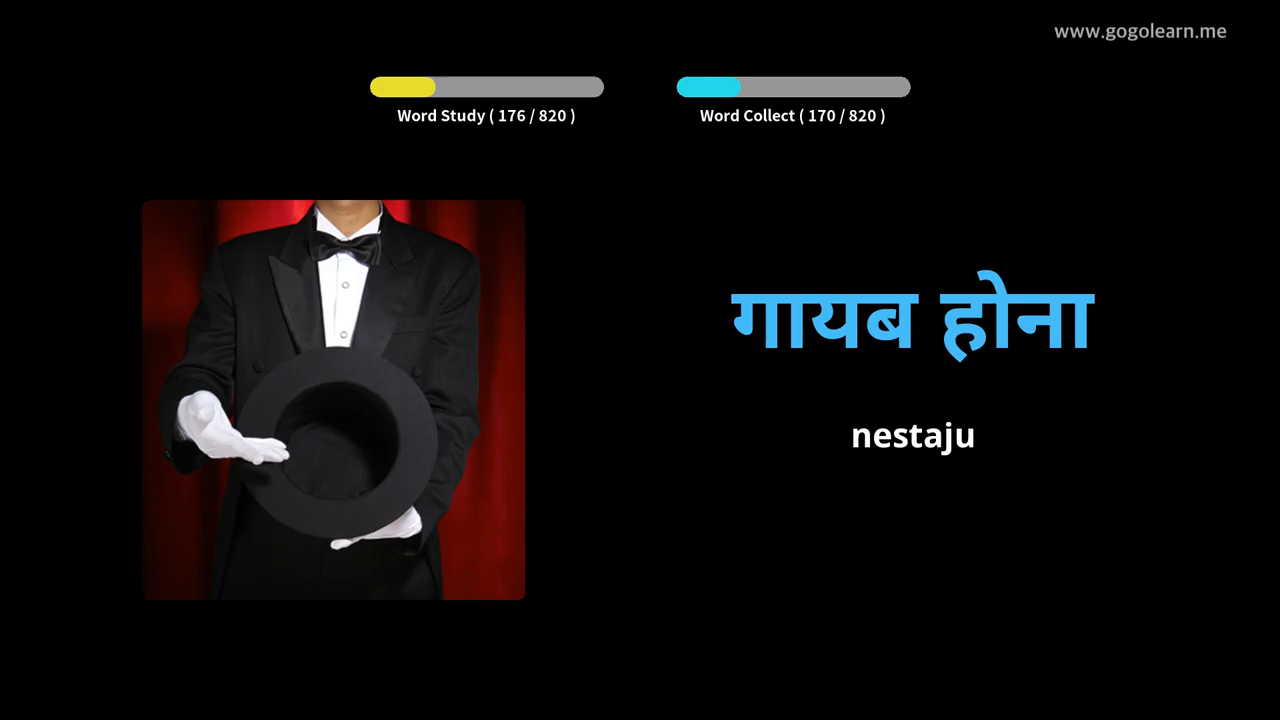 www.gogolearn.me
Word Study ( 176 / 820 )
Word Collect ( 170 / 820 )
गायब होना
nestaju